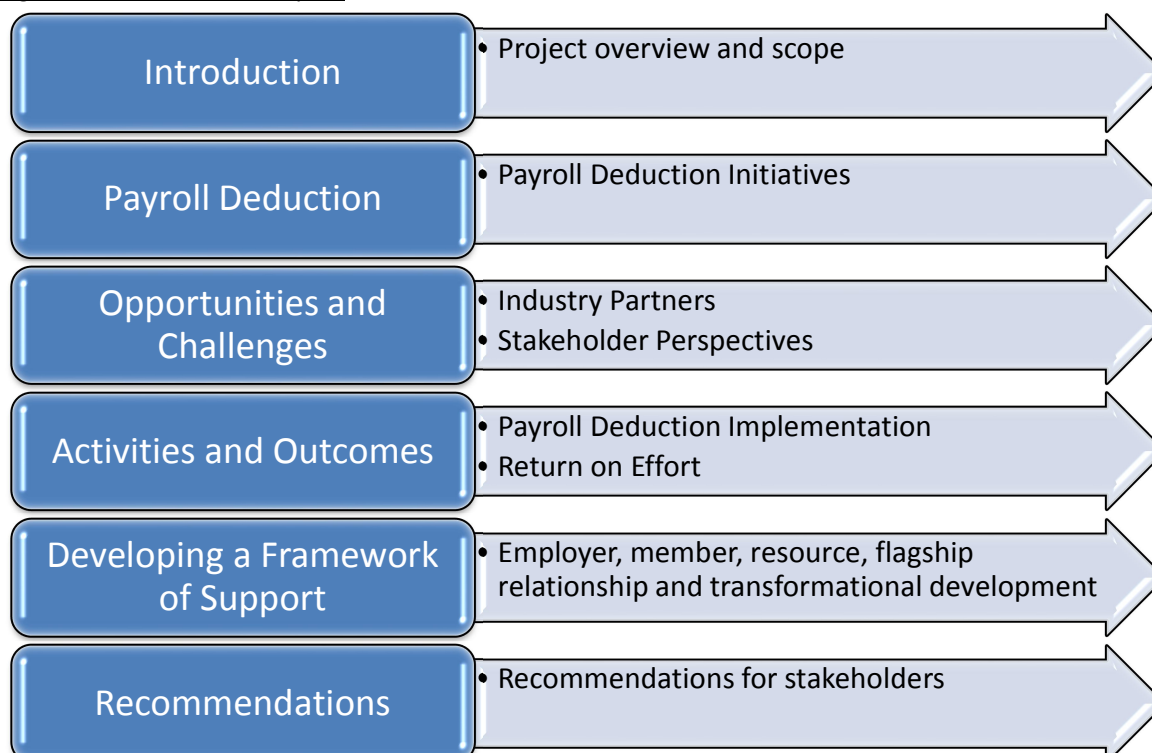 Introduction
• Project overview and scope
Payroll Deduction
• Payroll Deduction Initiatives
Opportunities and
Challenges
• Industry Partners
• Stakeholder Perspectives
Activities and Outcomes
• Payroll Deduction Implementation
• Return on Effort
Developing a Framework
of Support
• Employer, member, resource, flagship
relationship and transformational development
Recommendations
• Recommendations for stakeholders